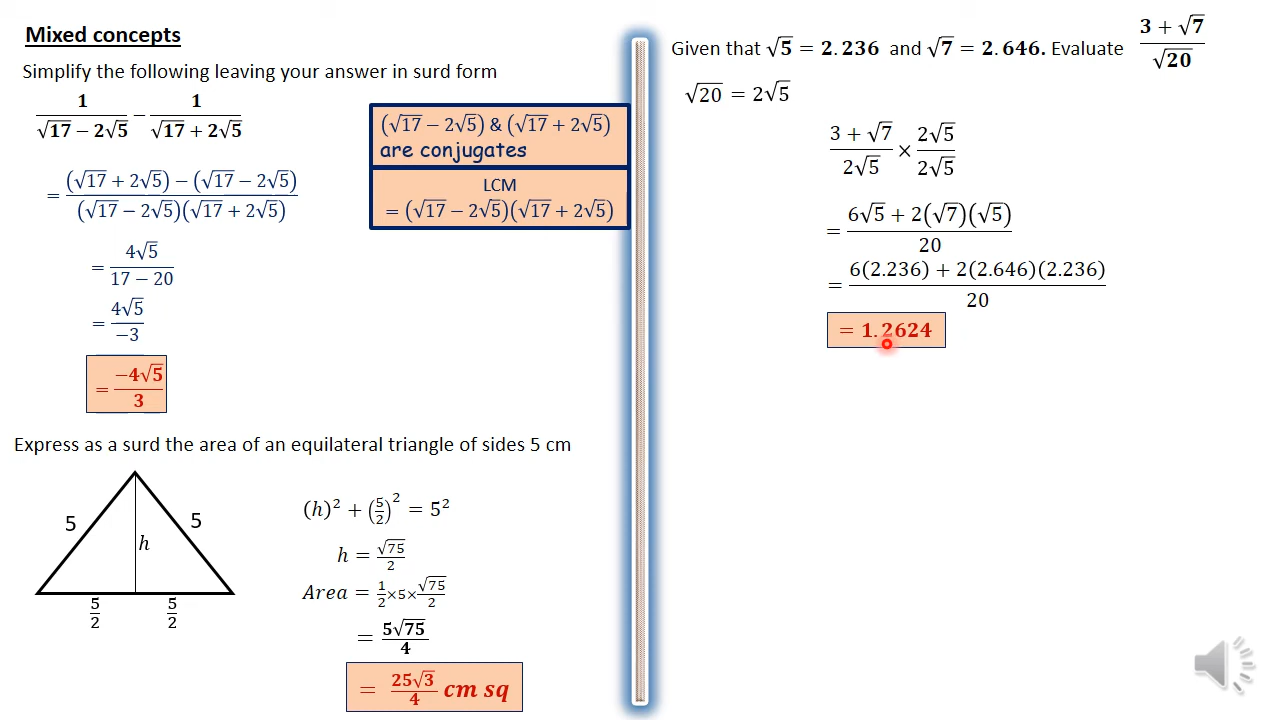 Mixed concepts
Simplify the following leaving your answer in surd form
1/(√17 − 2√5) − 1/(√17 + 2√5)
= ((√17 + 2√5) − (√17 − 2√5))/((√17 − 2√5)(√17 + 2√5))
= 4√5/(17 − 20)
= 4√5/−3
= −4√5/3
(√17 − 2√5) & (√17 + 2√5)
are conjugates
LCM
= (√17 − 2√5)(√17 + 2√5)
Express as a surd the area of an equilateral triangle of sides 5 cm
5 5
h
5/2 5/2
(h)² + (5/2)² = 5²
h = √75/2
Area = 1/2 × 5 × √75/2
= 5√75/4
= 25√3/4 cm sq
Given that √5 = 2.236 and √7 = 2.646. Evaluate (3 + √7)/√20
√20 = 2√5
(3 + √7)/2√5 × 2√5/2√5
= (6√5 + 2(√7)(√5))/20
= (6(2.236) + 2(2.646)(2.236))/20
= 1.2624